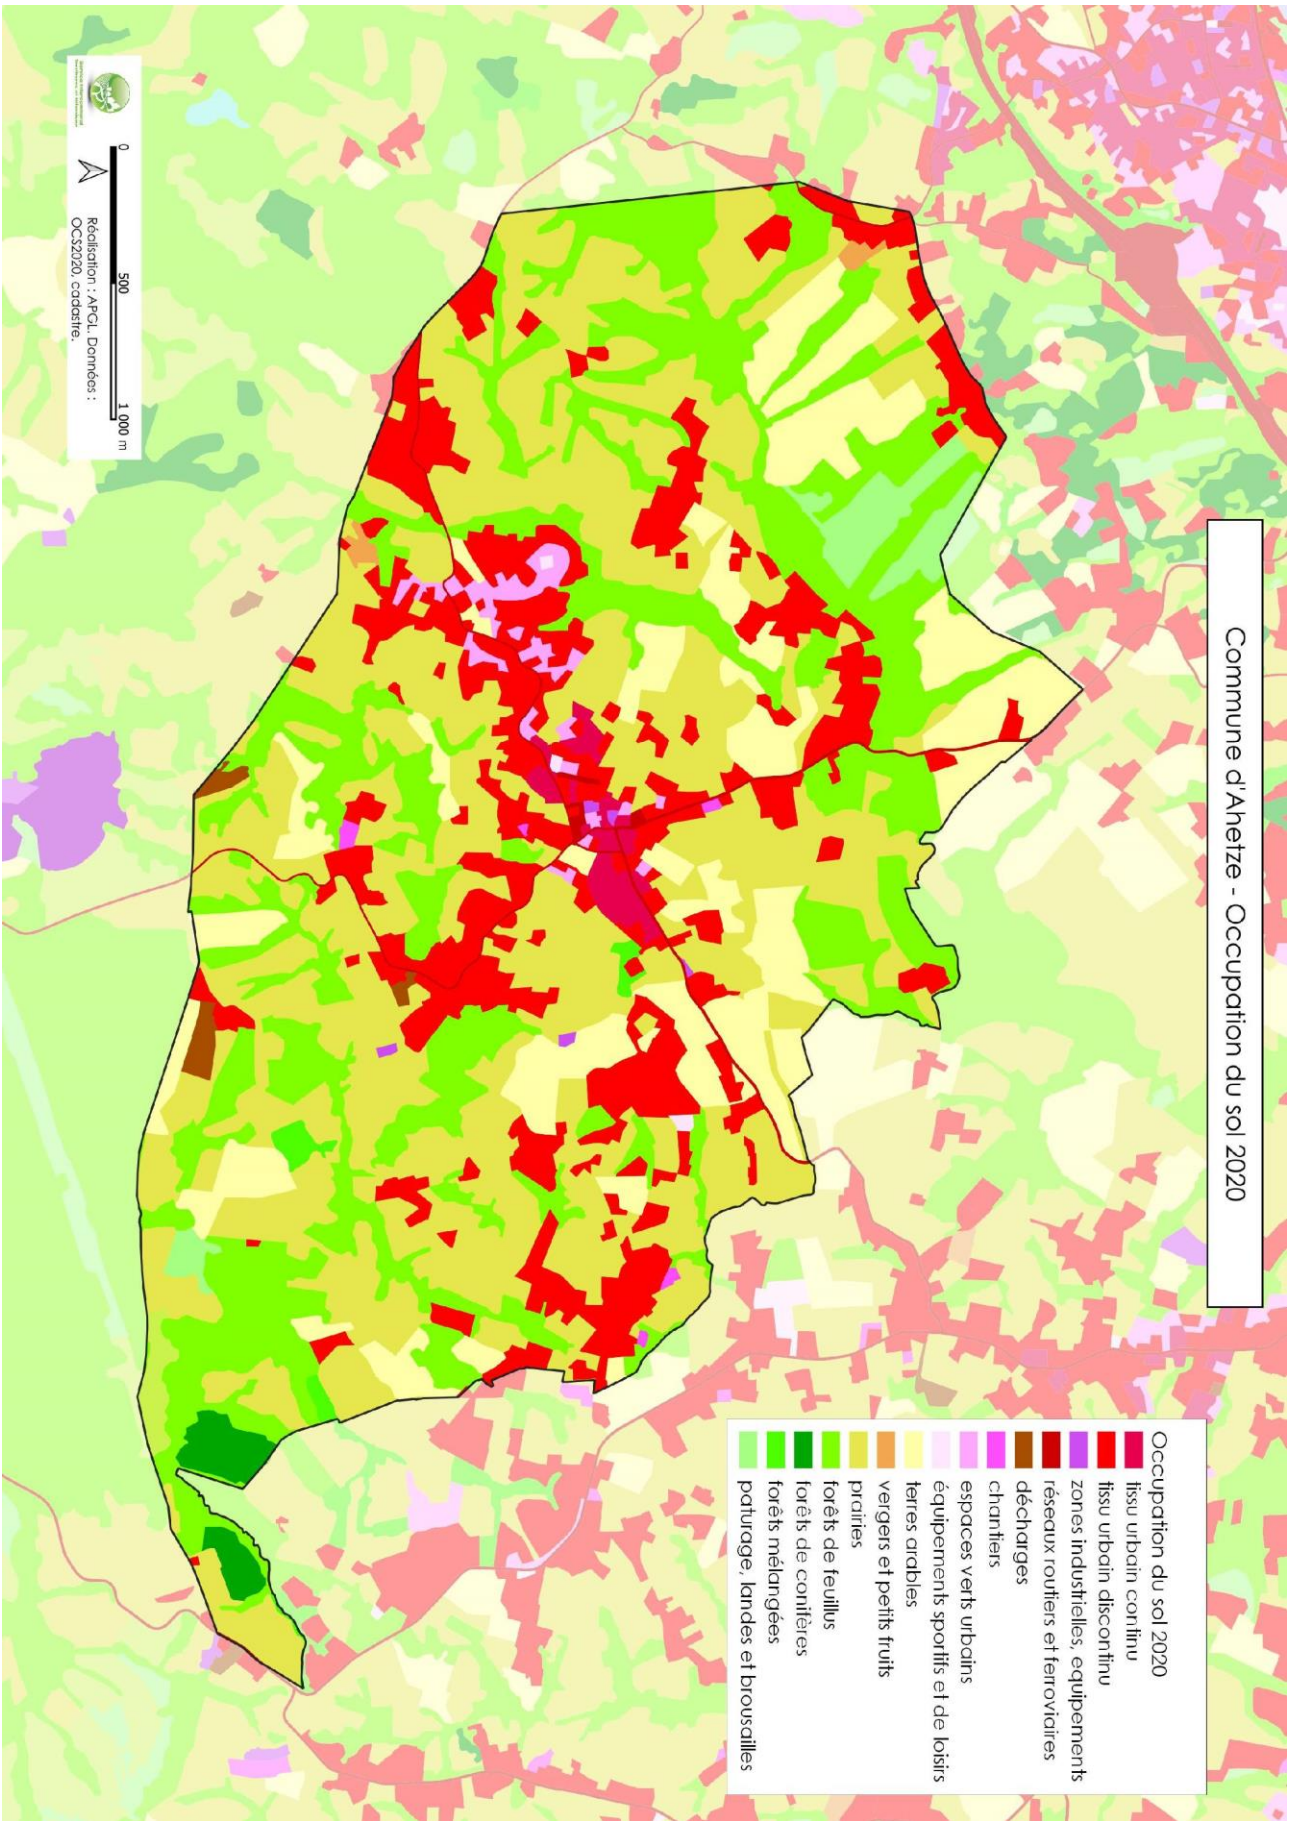 Commune d'Ahetze - Occupation du sol 2020
Occupation du sol 2020
tissu urbain continu
tissu urbain discontinu
zones industrielles, equipements
réseaux routiers et ferroviaires
décharges
chantiers
espaces verts urbains
équipements sportifs et de loisirs
terres arables
vergers et petits fruits
prairies
forêts de feuillus
forêts de conifères
forêts mélangées
paturage, landes et brousailles
0 500 1 000 m
Réalisation : APGL. Données :
OCS2020, cadastre.